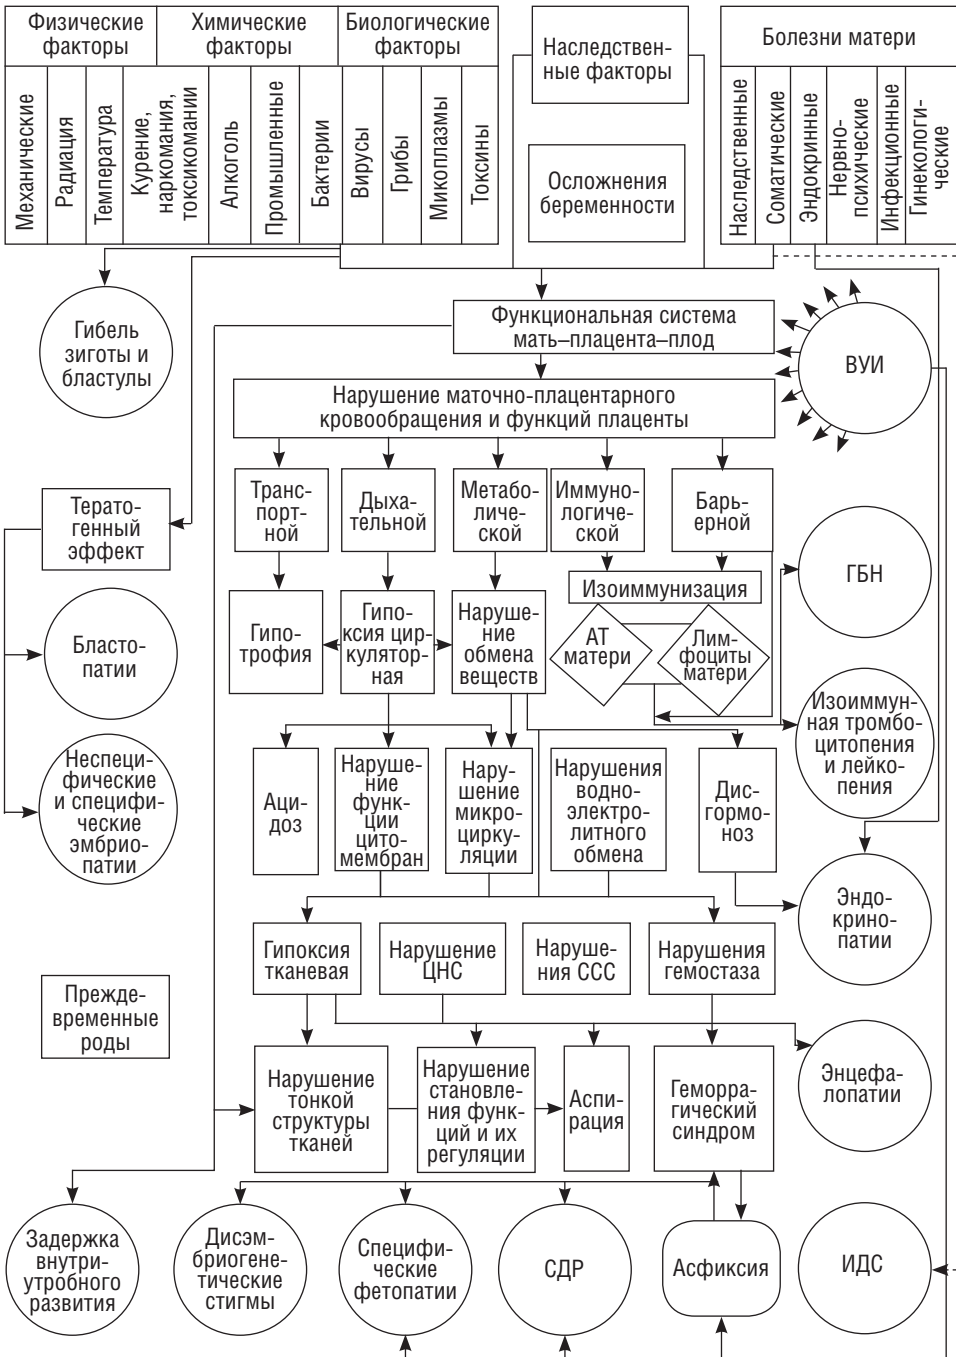 Физические
факторы
Химические
факторы
Биологические
факторы
Механические
Радиация
Температура
Курение,
наркомания,
токсикомании
Алкоголь
Промышленные
Бактерии
Вирусы
Грибы
Микоплазмы
Токсины
Наследствен-
ные факторы
Осложнения
беременности
Болезни матери
Наследственные
Соматические
Эндокринные
Нервно-
психические
Инфекционные
Гинекологи-
ческие
Гибель
зиготы и
бластулы
Функциональная система
мать–плацента–плод
ВУИ
Нарушение маточно-плацентарного
кровообращения и функций плаценты
Транс-
порт-
ной
Дыха-
тельной
Метабо-
лической
Иммуно-
логической
Барь-
ерной
Терато-
генный
эффект
ГБН
Изоиммунизация
Бласто-
патии
Гипо-
трофия
Гипо-
ксия цир-
куляторная
Наруше-
ние
обмена
веществ
АТ
матери
Лим-
фоциты
матери
Изоиммун-
ная тромбо-
цитопения
и лейко-
пения
Неспеци-
фические
и специфи-
ческие
эмбрио-
патии
Аци-
доз
Наруше-
ние
функ-
ции
цито-
мембран
Нару-
шение
микро-
цирку-
ляции
Нарушения
водно-
электро-
литного
обмена
Дис-
гормо-
ноз
Эндо-
крино-
патии
Гипоксия
тканевая
Нарушение
ЦНС
Наруше-
ния ССС
Нарушения
гемостаза
Прежде-
временные
роды
Нарушение
тонкой
структуры
тканей
Нарушение
становле-
ния функ-
ций и их
регуляции
Аспи-
рация
Геморра-
гический
синдром
Энцефа-
лопатии
Задержка
внутри-
утробного
развития
Дисэм-
бриогене-
тические
стигмы
Специфи-
ческие
фетопатии
СДР
Асфиксия
ИДС